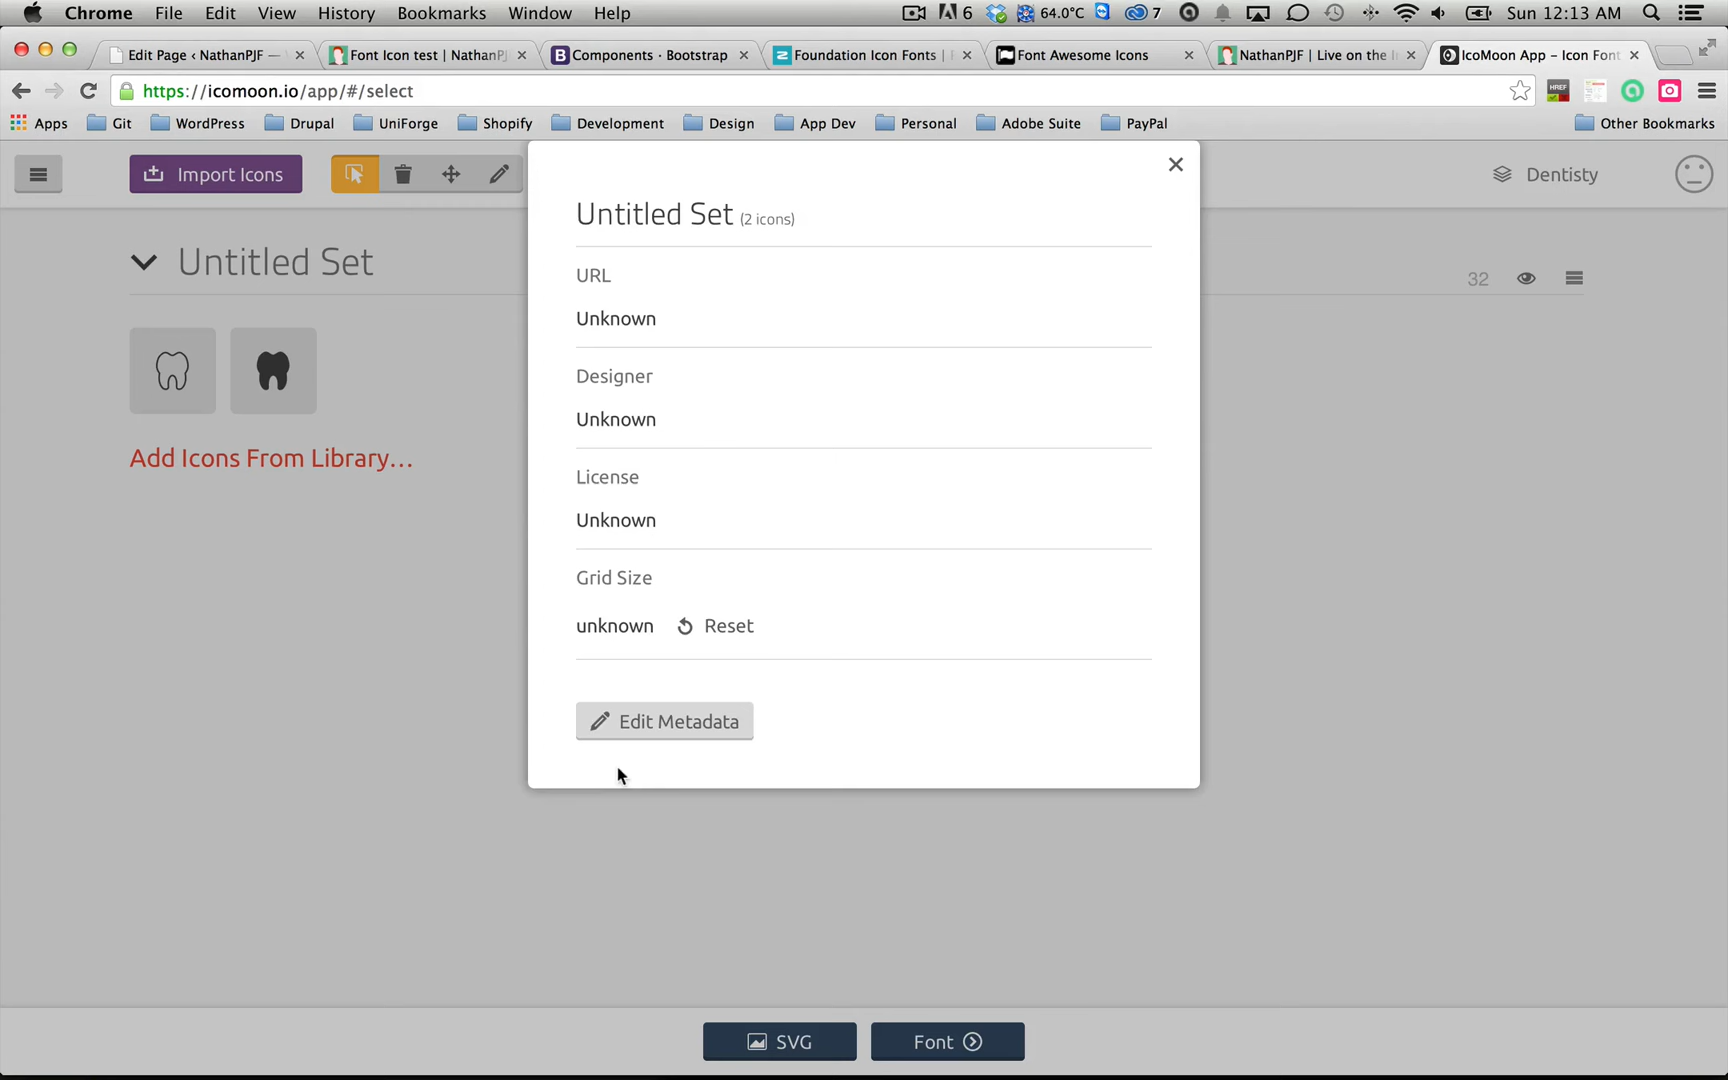 Chrome File Edit View History Bookmarks Window Help 6 64.0°C 7 Sun 12:13 AM
Edit Page ‹ NathanPJF — Font Icon test | NathanPJ Components · Bootstrap Foundation Icon Fonts | Font Awesome Icons NathanPJF | Live on the I IcoMoon App – Icon Font
https://icomoon.io/app/#/select HREF
Apps Git WordPress Drupal UniForge Shopify Development Design App Dev Personal Adobe Suite PayPal Other Bookmarks
Import Icons Dentisty
Untitled Set (2 icons)
Untitled Set 32
URL
Unknown
Designer
Unknown
Add Icons From Library...
License
Unknown
Grid Size
unknown Reset
Edit Metadata
SVG Font